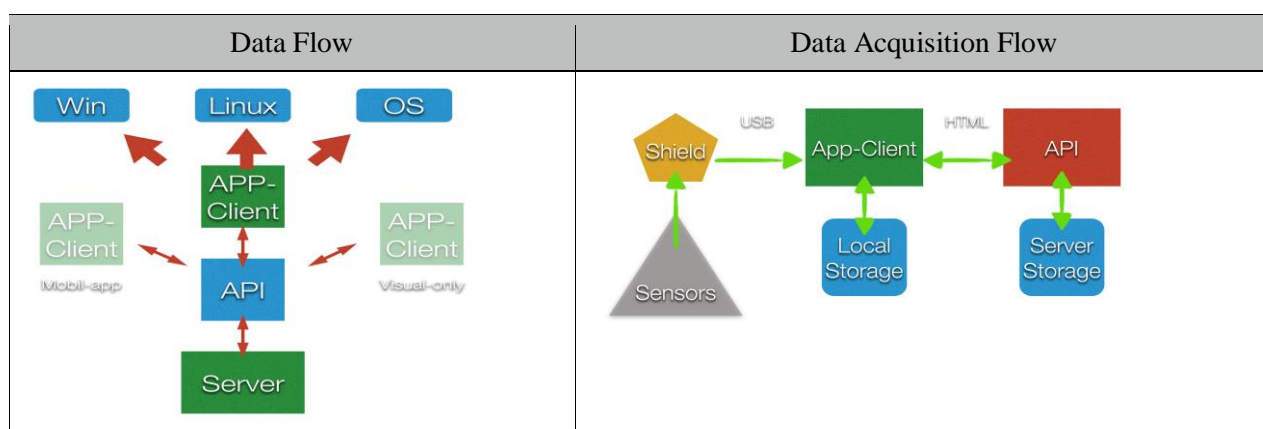 Data Flow
Data Acquisition Flow
Win
Linux
OS
APP-
Client
APP-
Client
Mobil-app
APP-
Client
Visual-only
API
Server
Shield
USB
App-Client
HTML
API
Sensors
Local
Storage
Server
Storage